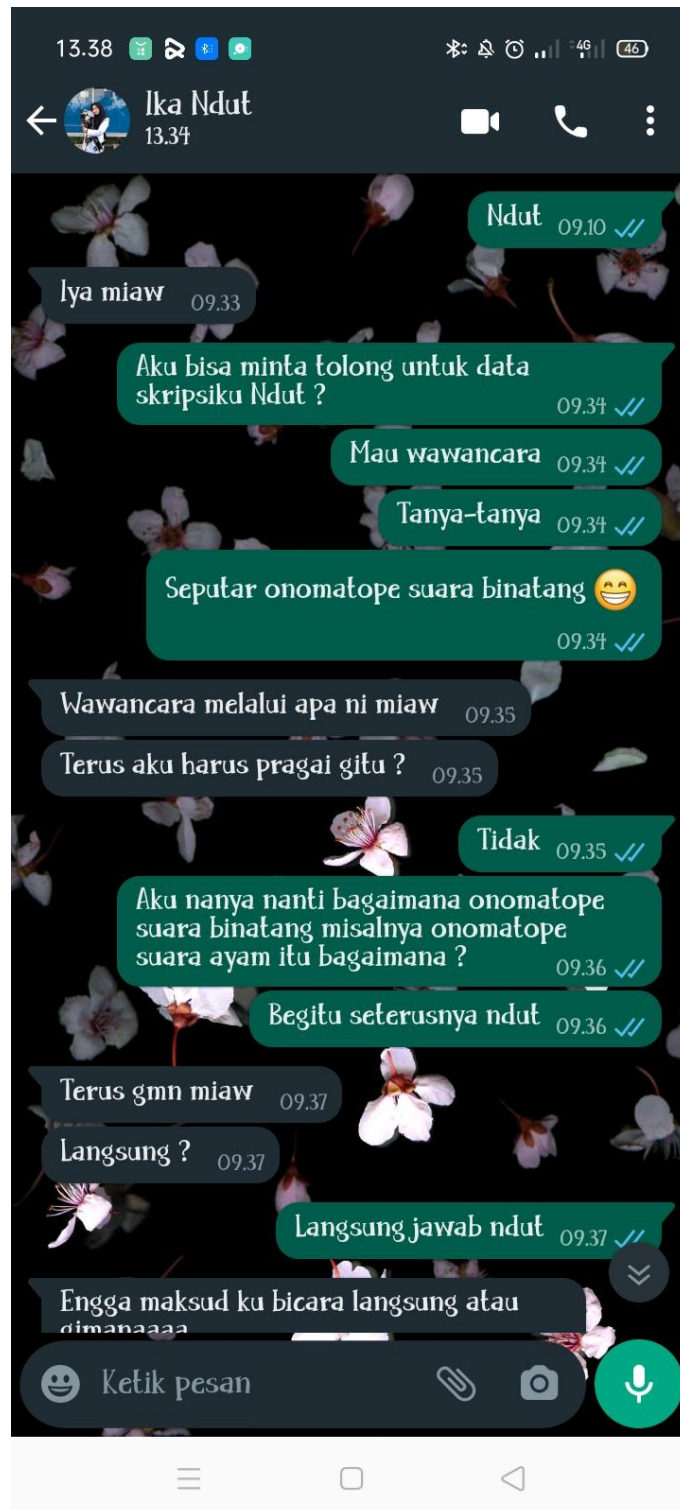 13.38
4G
46
Ika Ndut
13.34
Ndut 09.10
Iya miaw 09.33
Aku bisa minta tolong untuk data
skripsiku Ndut ?
09.34
Mau wawancara 09.34
Tanya-tanya 09.34
Seputar onomatope suara binatang 😁
09.34
Wawancara melalui apa ni miaw 09.35
Terus aku harus pragai gitu ? 09.35
Tidak 09.35
Aku nanya nanti bagaimana onomatope
suara binatang misalnya onomatope
suara ayam itu bagaimana ?
09.36
Begitu seterusnya ndut 09.36
Terus gmn miaw 09.37
Langsung ? 09.37
Langsung jawab ndut 09.37
Engga maksud ku bicara langsung atau
gimanaaaa
Ketik pesan